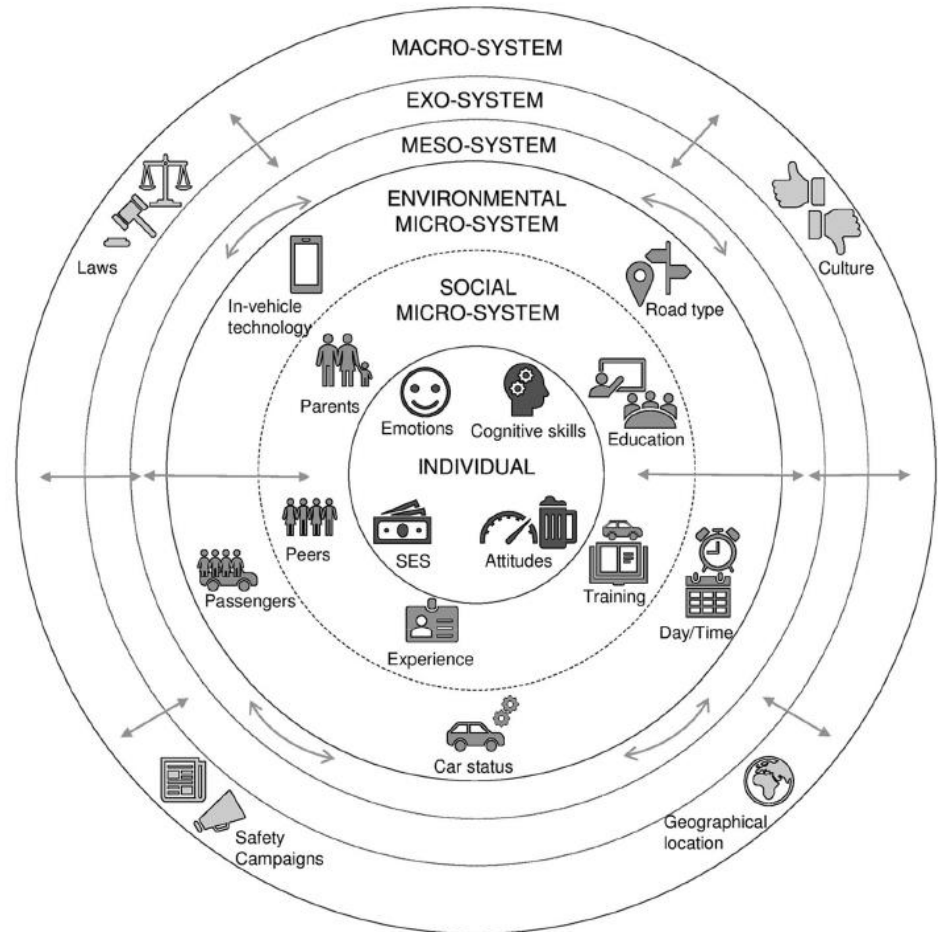 MACRO-SYSTEM
EXO-SYSTEM
MESO-SYSTEM
ENVIRONMENTAL
MICRO-SYSTEM
Laws
Culture
In-vehicle
technology
Road type
SOCIAL
MICRO-SYSTEM
Parents
Emotions
Cognitive skills
Education
INDIVIDUAL
Peers
SES
Attitudes
Passengers
Training
Day/Time
Experience
Car status
Safety
Campaigns
Geographical
location